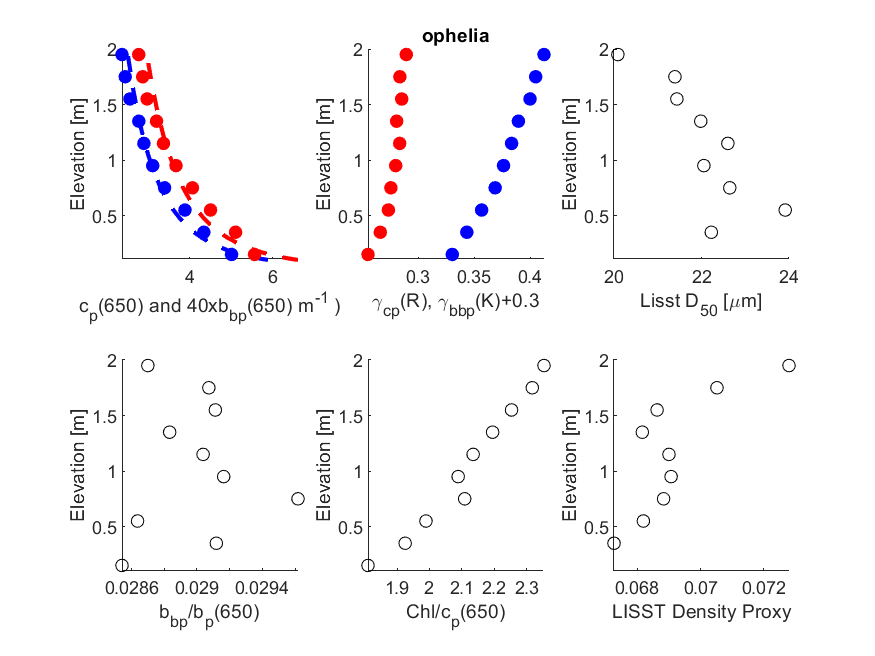 ophelia
2
1.5
1
0.5
Elevation [m]
4 6
c_p(650) and 40xb_bp(650) m^-1 )
2
1.5
1
0.5
Elevation [m]
0.3 0.35 0.4
γ_cp(R), γ_bbp(K)+0.3
2
1.5
1
0.5
Elevation [m]
20 22 24
Lisst D_50 [μm]
2
1.5
1
0.5
Elevation [m]
0.0286 0.029 0.0294
b_bp/b_p(650)
2
1.5
1
0.5
Elevation [m]
1.9 2 2.1 2.2 2.3
Chl/c_p(650)
2
1.5
1
0.5
Elevation [m]
0.068 0.07 0.072
LISST Density Proxy